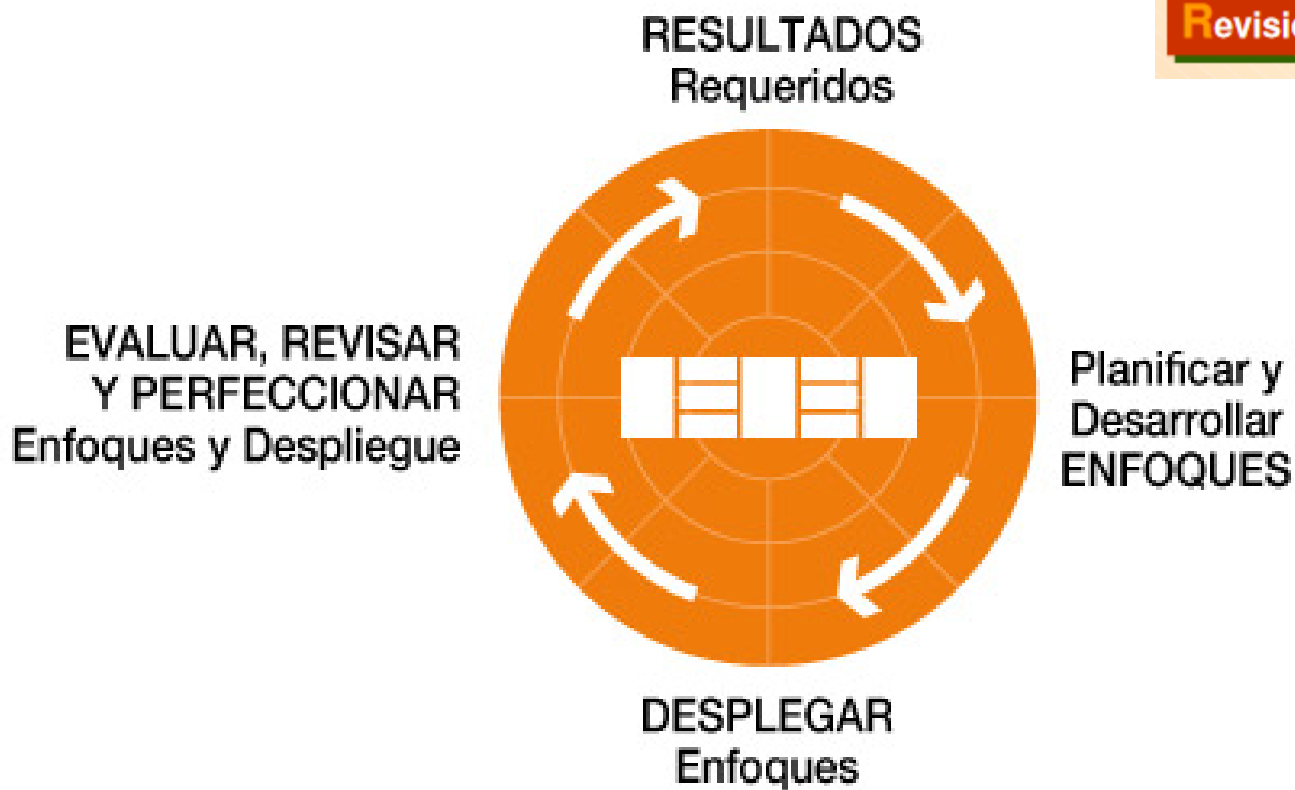 RESULTADOS
Requeridos
EVALUAR, REVISAR
Y PERFECCIONAR
Enfoques y Despliegue
Planificar y
Desarrollar
ENFOQUES
DESPLEGAR
Enfoques